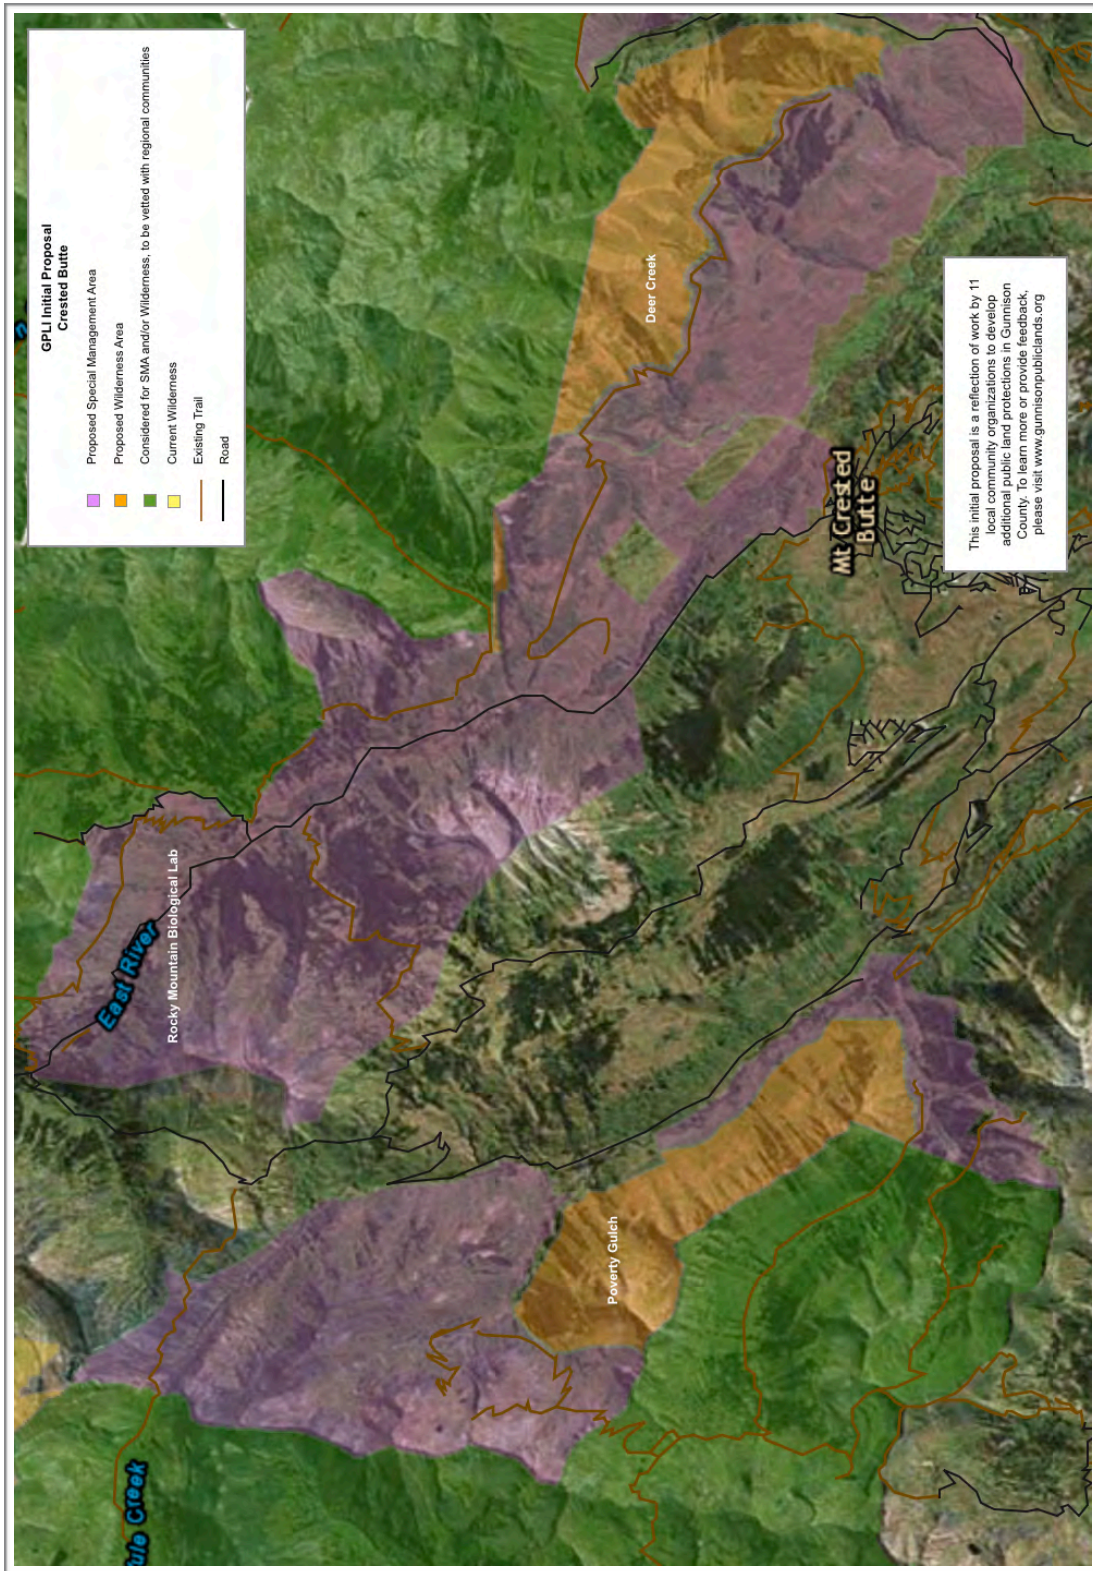 GPLI Initial Proposal
Crested Butte
Proposed Special Management Area
Proposed Wilderness Area
Considered for SMA and/or Wilderness, to be vetted with regional communities
Current Wilderness
Existing Trail
Road
Deer Creek
Mt Crested
Butte
East River
Rocky Mountain Biological Lab
Poverty Gulch
ule Creek
This initial proposal is a reflection of work by 11
local community organizations to develop
additional public land protections in Gunnison
County. To learn more or provide feedback,
please visit www.gunnisonpubliclands.org